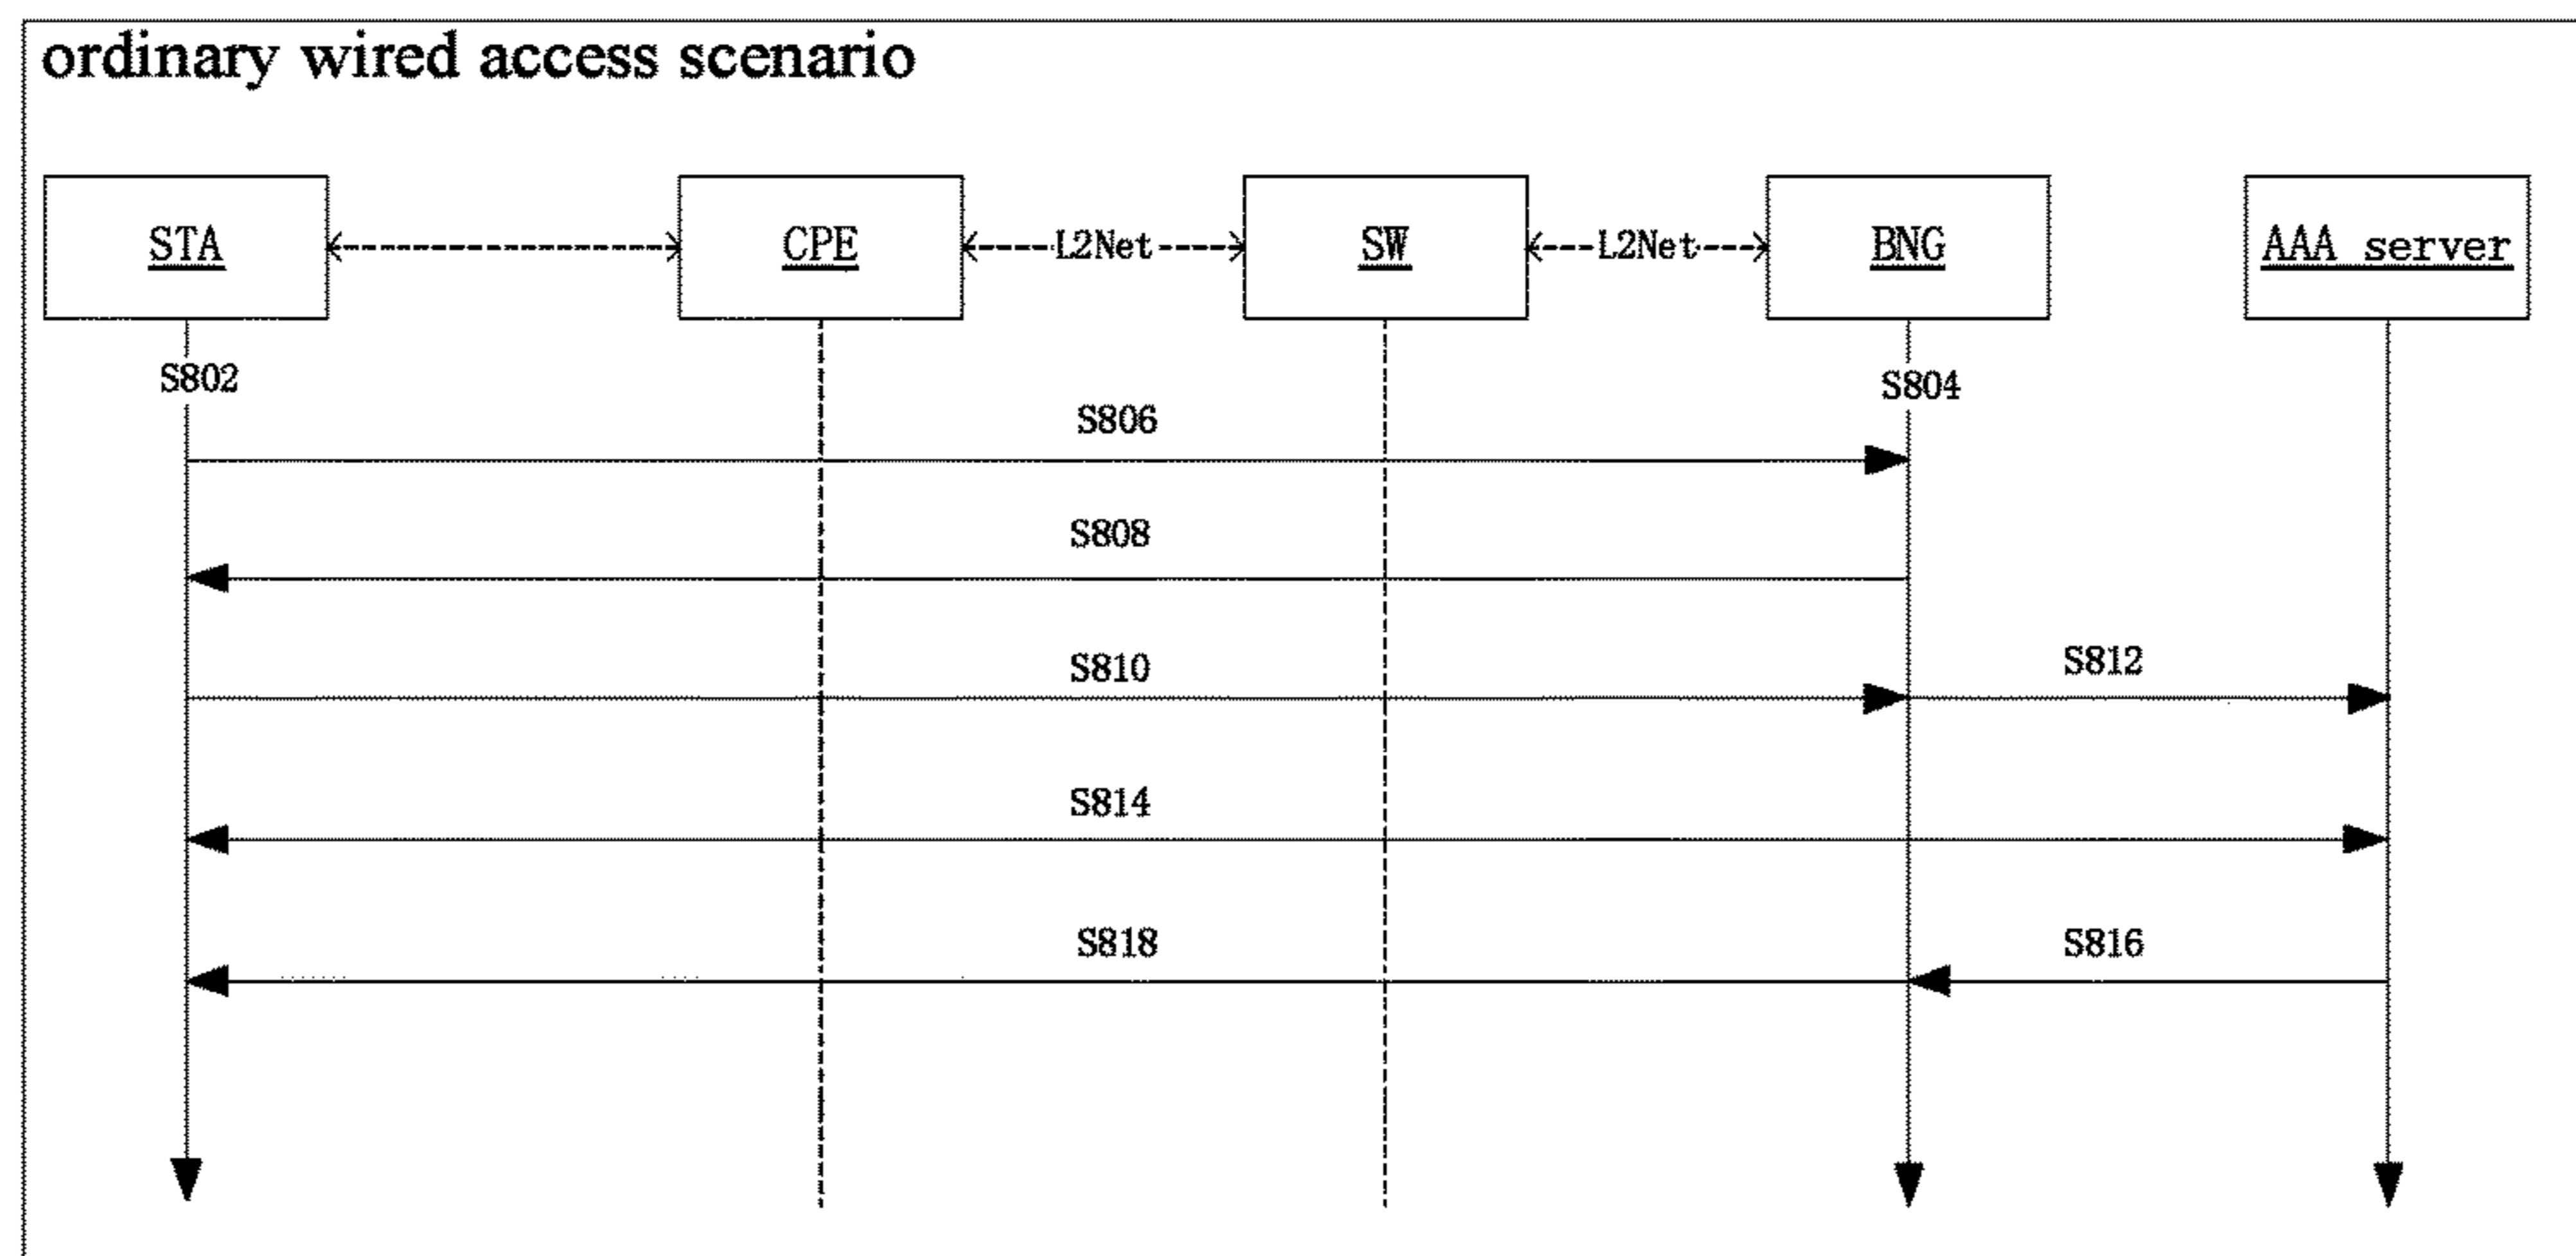 ordinary wired access scenario
STA
CPE
L2Net
SW
L2Net
BNG
AAA server
S802
S804
S806
S808
S810
S812
S814
S818
S816